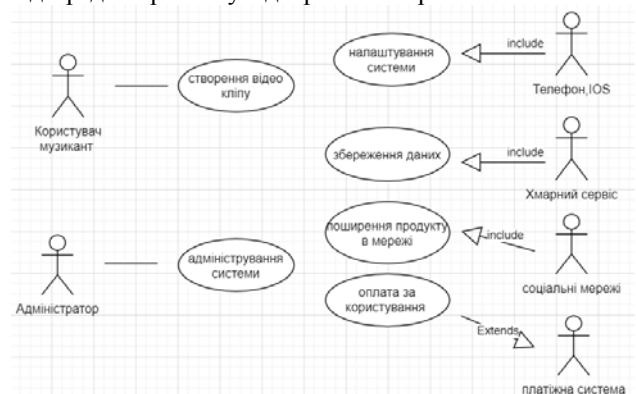 Користувач
музикант
створення відео
кліпу
налаштування
системи
include
Телефон,IOS
збереження даних
include
Хмарний сервіс
Адміністратор
адміністрування
системи
поширення продукту
в мережі
include
соціальні мережі
оплата за
користування
Extends
платіжна система